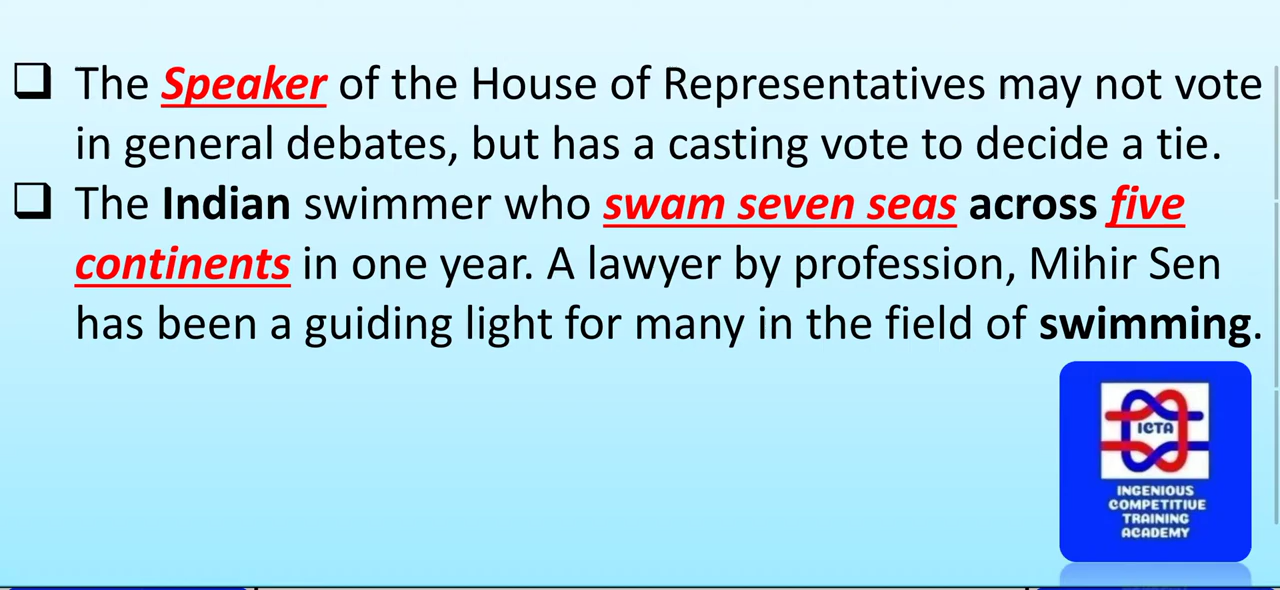 ❑ The Speaker of the House of Representatives may not vote
in general debates, but has a casting vote to decide a tie.
❑ The Indian swimmer who swam seven seas across five
continents in one year. A lawyer by profession, Mihir Sen
has been a guiding light for many in the field of swimming.
ICTA
INGENIOUS
COMPETITIVE
TRAINING
ACADEMY